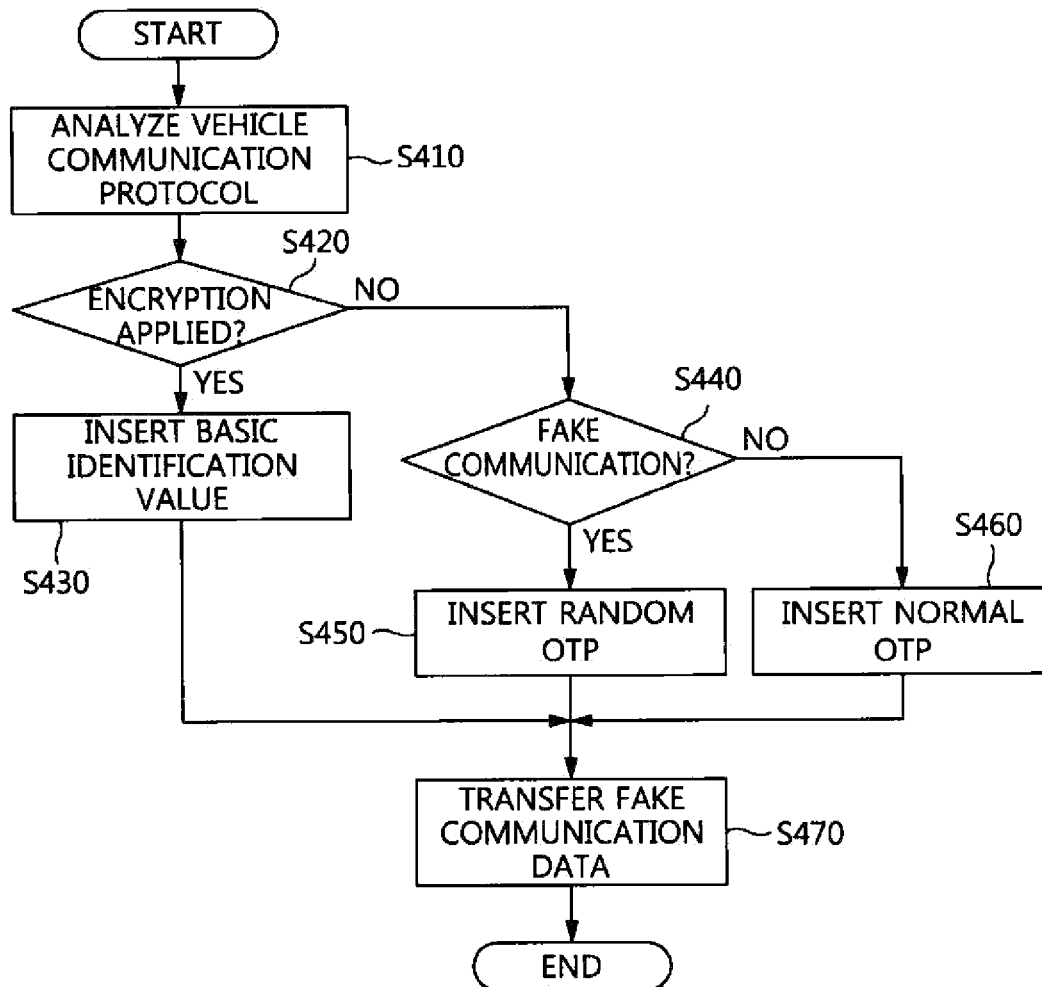 START
ANALYZE VEHICLE
COMMUNICATION
PROTOCOL
S410
S420
ENCRYPTION
APPLIED?
NO
YES
INSERT BASIC
IDENTIFICATION
VALUE
S430
S440
FAKE
COMMUNICATION?
NO
YES
S460
S450
INSERT RANDOM
OTP
INSERT NORMAL
OTP
TRANSFER FAKE
COMMUNICATION
DATA
S470
END